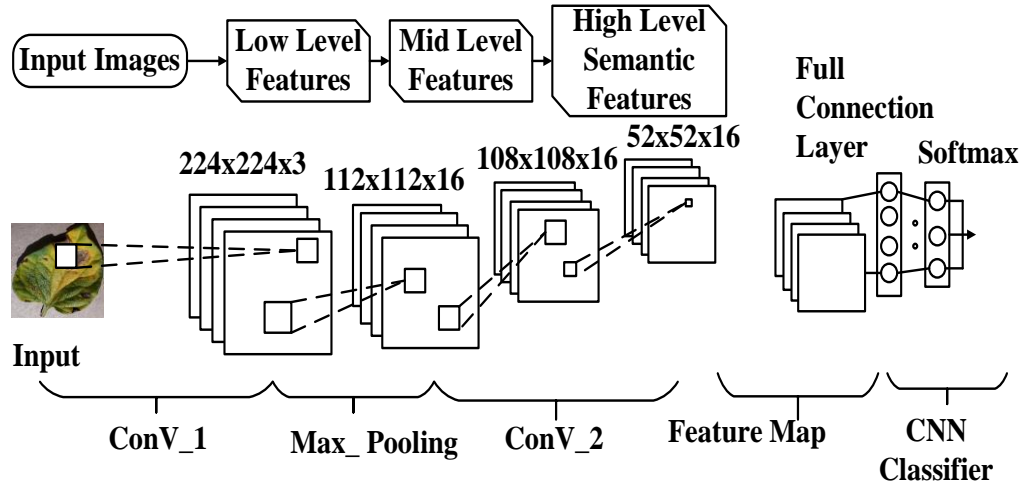 Input Images
Low Level
Features
Mid Level
Features
High Level
Semantic
Features
Full
Connection
Layer
Softmax
224x224x3
112x112x16
108x108x16
52x52x16
Input
ConV_1
Max_ Pooling
ConV_2
Feature Map
CNN
Classifier